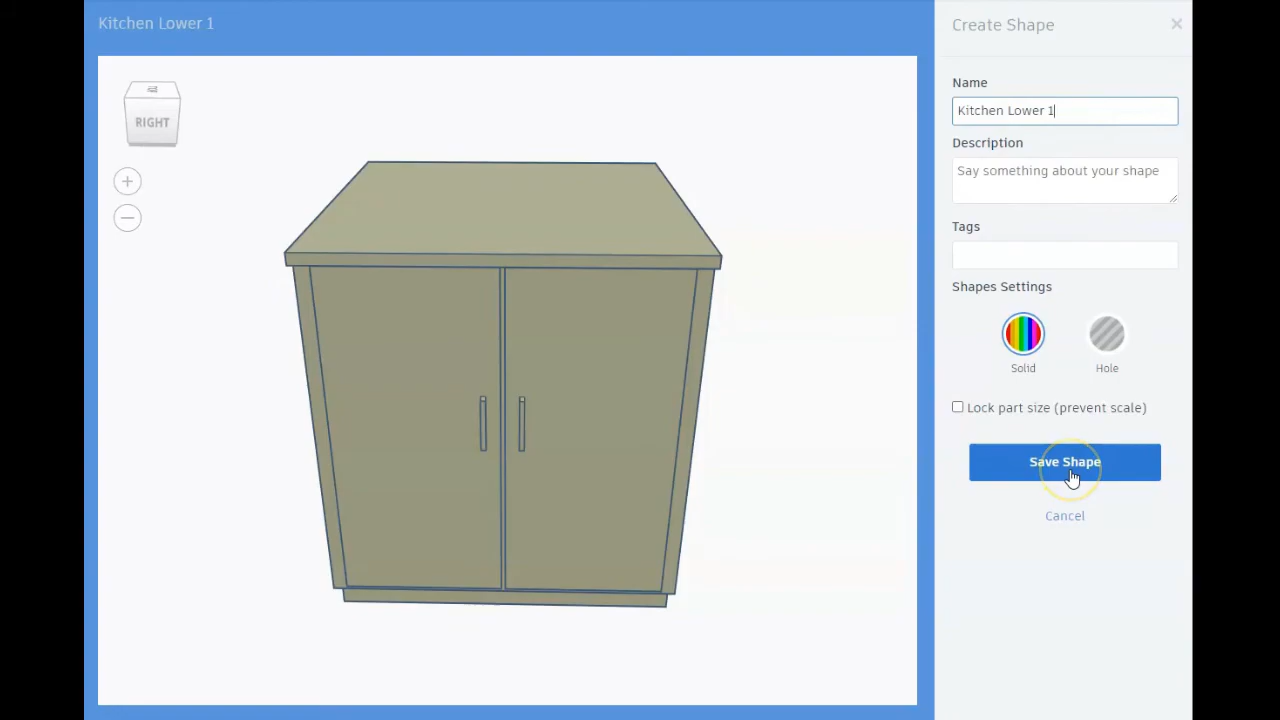 Kitchen Lower 1
RIGHT
Create Shape
Name
Kitchen Lower 1
Description
Say something about your shape
Tags
Shapes Settings
Solid
Hole
Lock part size (prevent scale)
Save Shape
Cancel